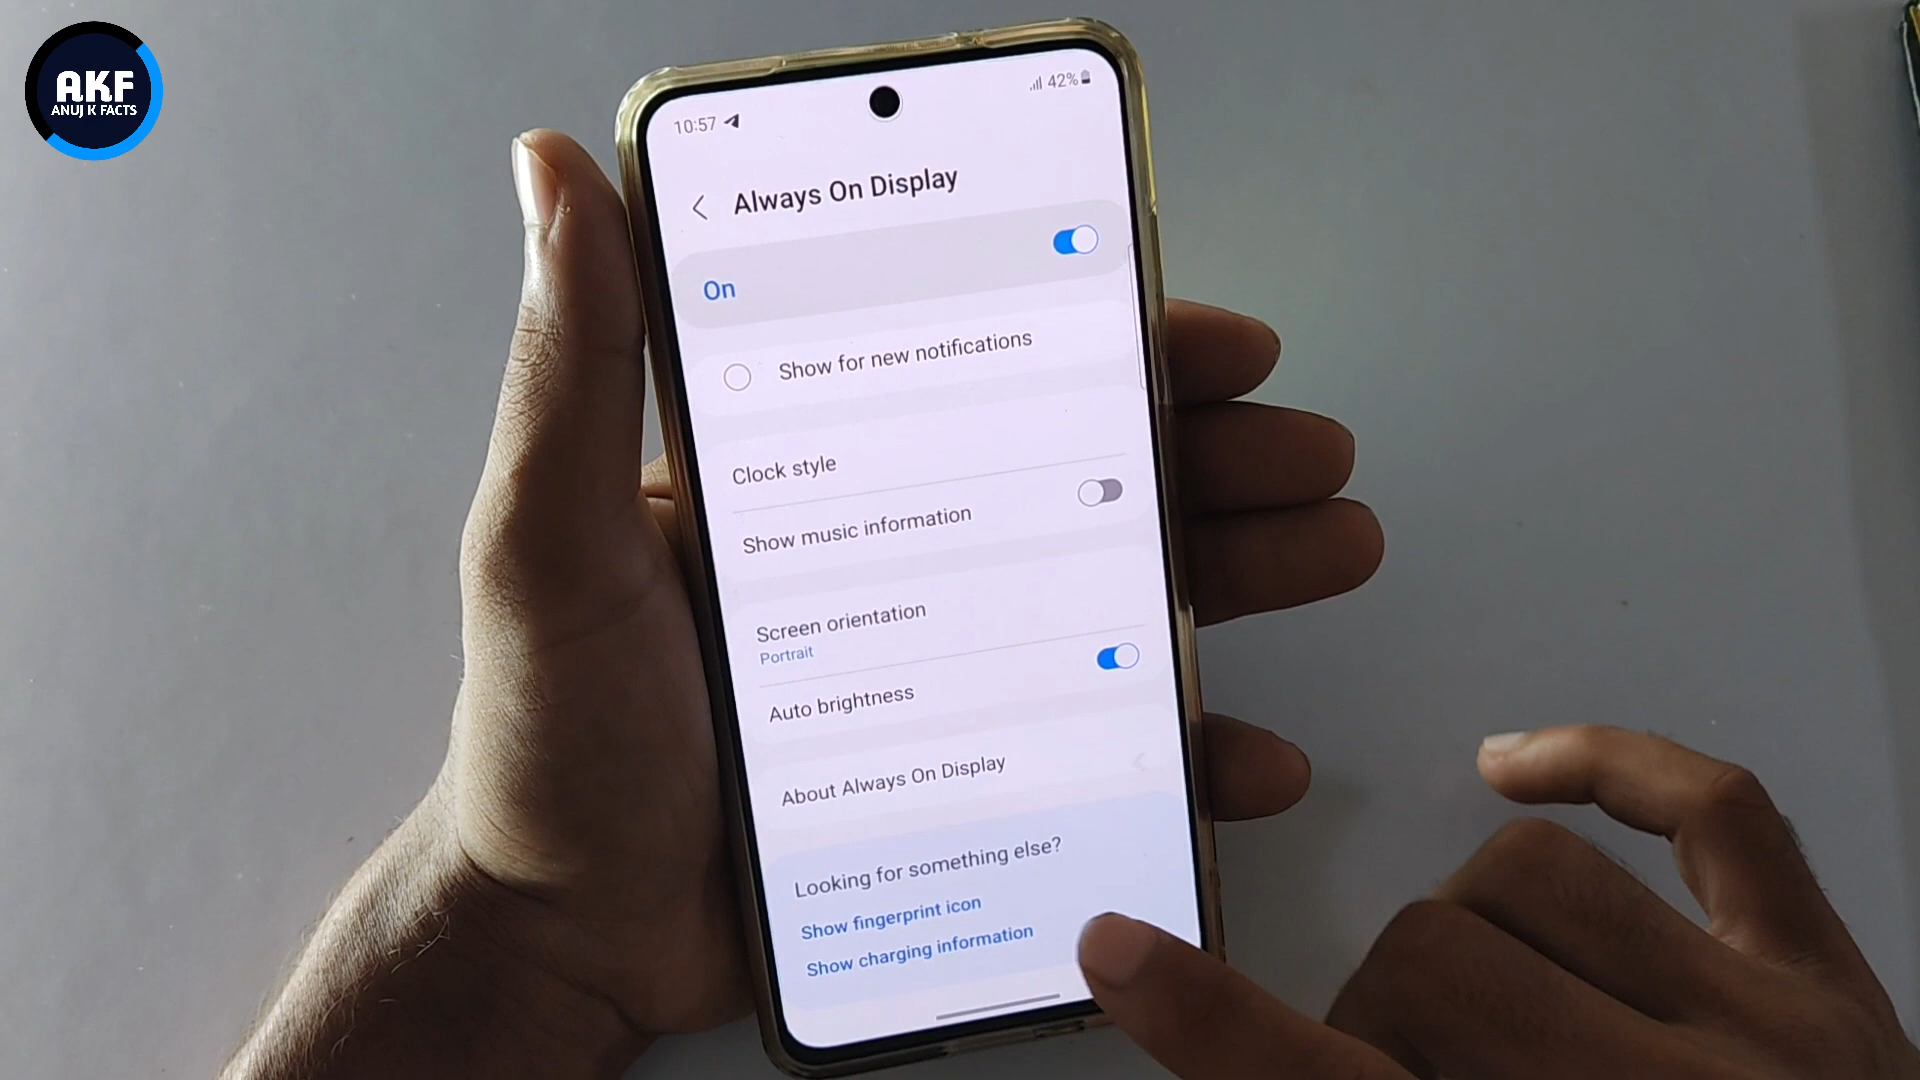 AKF
ANUJ K FACTS
10:57
42%
Always On Display
On
Show for new notifications
Clock style
Show music information
Screen orientation
Portrait
Auto brightness
About Always On Display
Looking for something else?
Show fingerprint icon
Show charging information